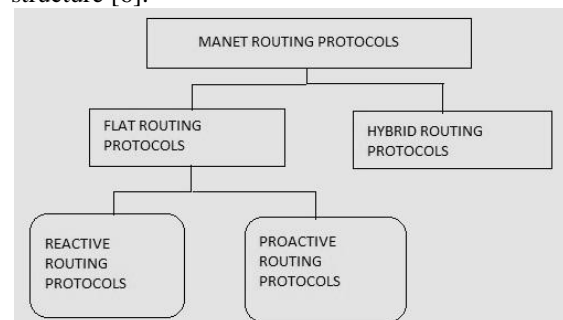 structure [6].
MANET ROUTING PROTOCOLS
FLAT ROUTING
PROTOCOLS
HYBRID ROUTING
PROTOCOLS
REACTIVE
ROUTING
PROTOCOLS
PROACTIVE
ROUTING
PROTOCOLS